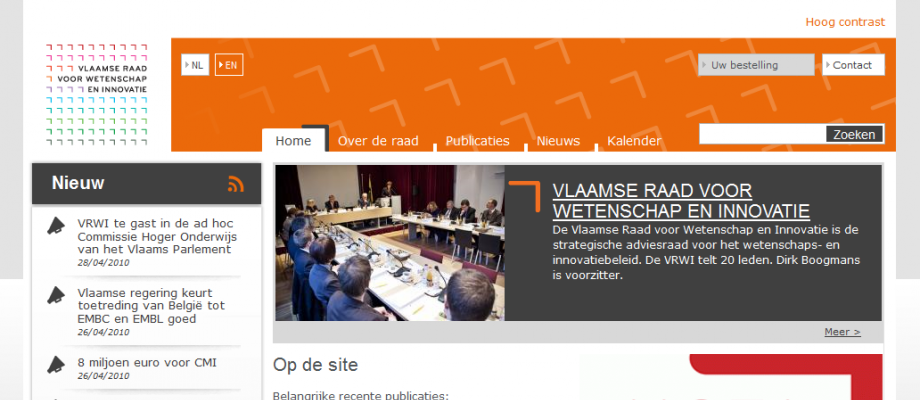 Hoog contrast
VLAAMSE RAAD
VOOR WETENSCHAP
EN INNOVATIE
NL
EN
Uw bestelling
Contact
Home
Over de raad
Publicaties
Nieuws
Kalender
Zoeken
Nieuw
VRWI te gast in de ad hoc
Commissie Hoger Onderwijs
van het Vlaams Parlement
28/04/2010
Vlaamse regering keurt
toetreding van België tot
EMBC en EMBL goed
26/04/2010
8 miljoen euro voor CMI
26/04/2010
VLAAMSE RAAD VOOR
WETENSCHAP EN INNOVATIE
De Vlaamse Raad voor Wetenschap en Innovatie is de
strategische adviesraad voor het wetenschaps- en
innovatiebeleid. De VRWI telt 20 leden. Dirk Boogmans
is voorzitter.
Meer >
Op de site
Belangrijke recente publicaties: